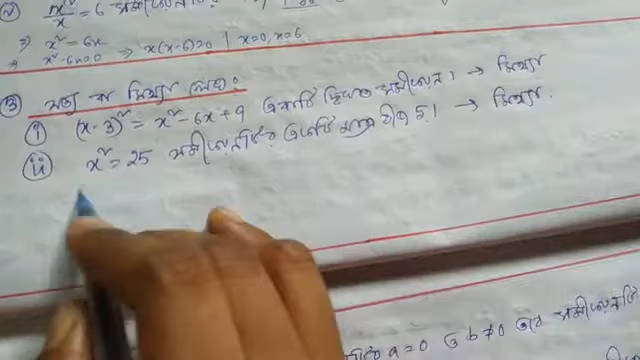 x²/x = 6
⇒ x² = 6x
⇒ x² - 6x = 0 ⇒ x(x-6) = 0 | x = 0, x = 6
③ সত্য বা মিথ্যা লিখ:
ⓘ (x-3)² = x² - 6x + 9 একটি দ্বিঘাত সমীকরণ। → মিথ্যা
ⓘⓘ x² = 25 সমীকরণটির একটি মাত্র বীজ 5। → মিথ্যা.
a = 0 ও b ≠ 0 তবে সমীকরণটি